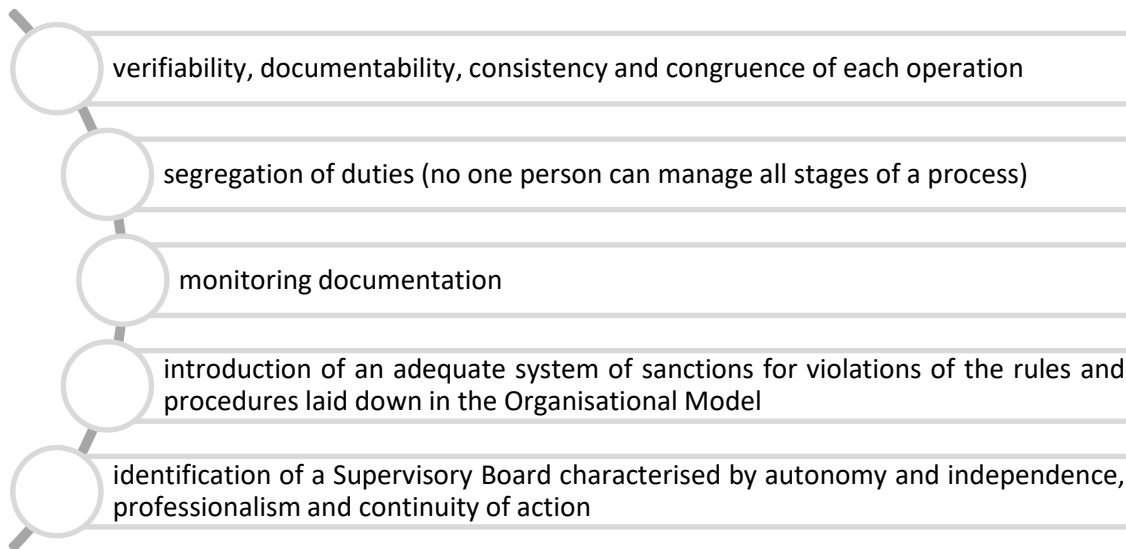 verifiability, documentability, consistency and congruence of each operation
segregation of duties (no one person can manage all stages of a process)
monitoring documentation
introduction of an adequate system of sanctions for violations of the rules and
procedures laid down in the Organisational Model
identification of a Supervisory Board characterised by autonomy and independence,
professionalism and continuity of action